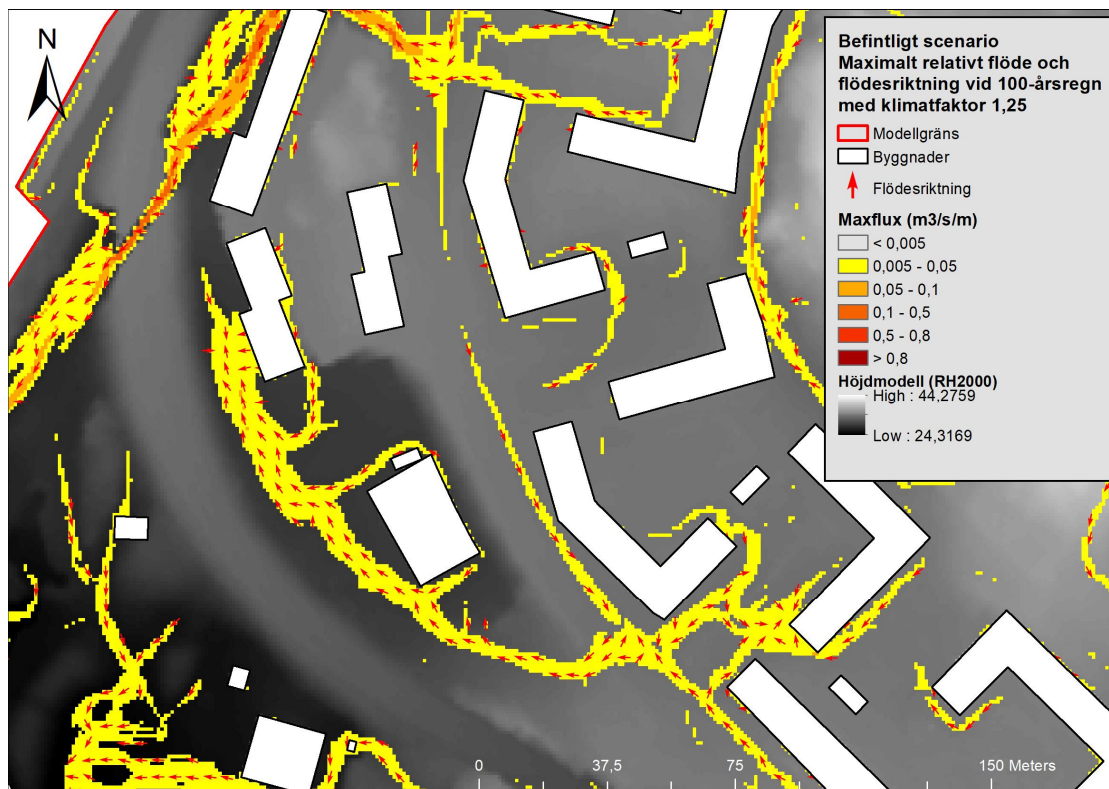 N
Befintligt scenario
Maximalt relativt flöde och
flödesriktning vid 100-årsregn
med klimatfaktor 1,25
Modellgräns
Byggnader
Flödesriktning
Maxflux (m3/s/m)
< 0,005
0,005 - 0,05
0,05 - 0,1
0,1 - 0,5
0,5 - 0,8
> 0,8
Höjdmodell (RH2000)
High : 44,2759
Low : 24,3169
0 37,5 75 150 Meters